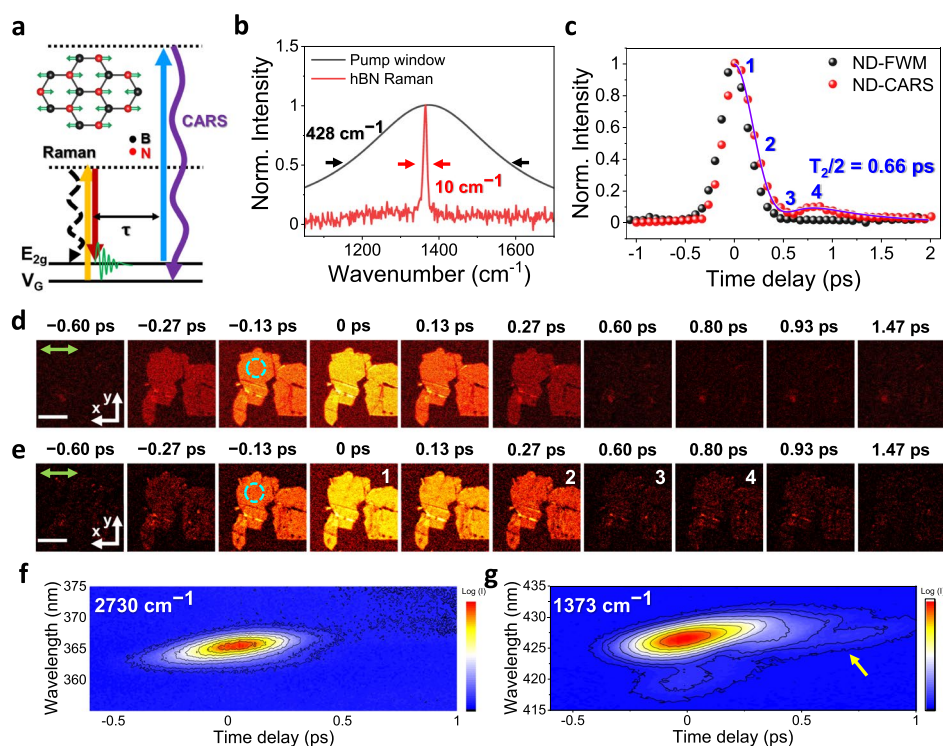 a
CARS
B
N
Raman
τ
E2g
VG
b
1.5
1
0.5
0
Norm. Intensity
Pump window
hBN Raman
428 cm−1
10 cm−1
1200 1400 1600
Wavenumber (cm-1)
c
1
0.8
0.6
0.4
0.2
0
Norm. Intensity
ND-FWM
ND-CARS
1
2
T2/2 = 0.66 ps
3 4
-1 -0.5 0 0.5 1 1.5 2
Time delay (ps)
d
−0.60 ps −0.27 ps −0.13 ps 0 ps 0.13 ps 0.27 ps 0.60 ps 0.80 ps 0.93 ps 1.47 ps
y
x
e
−0.60 ps −0.27 ps −0.13 ps 0 ps 0.13 ps 0.27 ps 0.60 ps 0.80 ps 0.93 ps 1.47 ps
1 2 3 4
y
x
f
375
370
365
360
Wavelength (nm)
2730 cm−1
Log (I)
-0.5 0 0.5 1
Time delay (ps)
g
435
430
425
420
415
Wavelength (nm)
1373 cm−1
Log (I
-0.5 0 0.5 1
Time delay (ps)